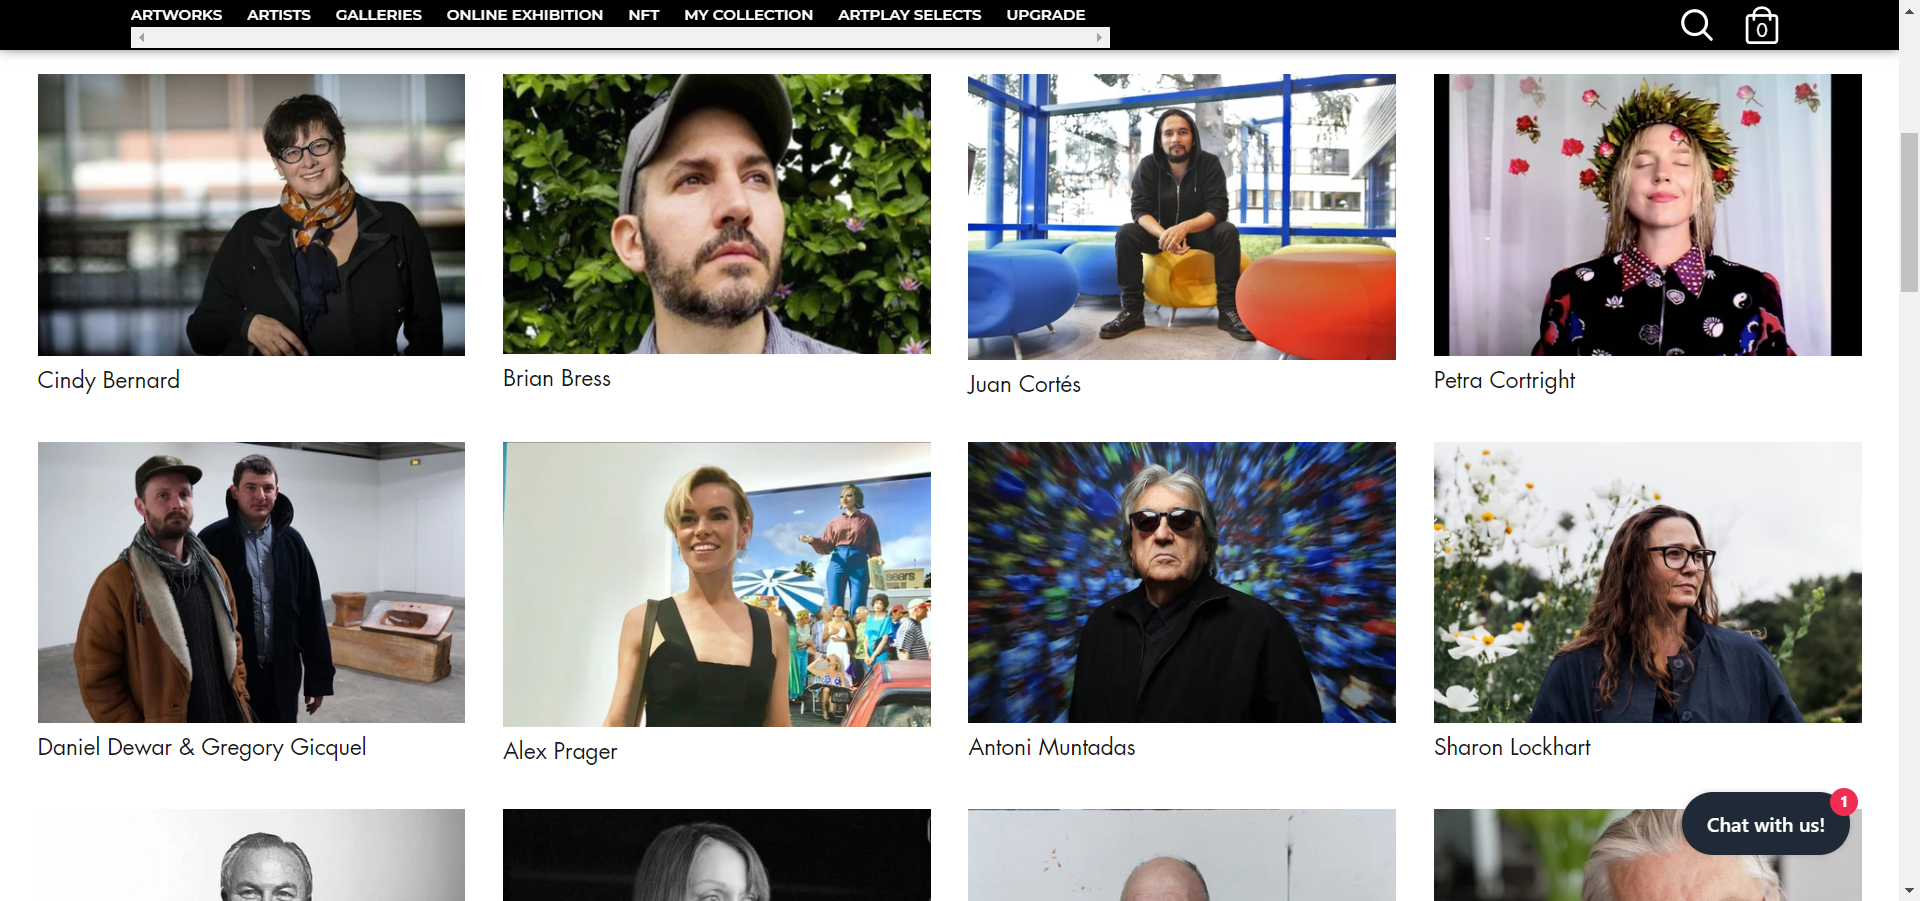 ARTWORKS ARTISTS GALLERIES ONLINE EXHIBITION NFT MY COLLECTION ARTPLAY SELECTS UPGRADE
0
Cindy Bernard
Brian Bress
Juan Cortés
Petra Cortright
sears
Daniel Dewar & Gregory Gicquel
Alex Prager
Antoni Muntadas
Sharon Lockhart
1
Chat with us!